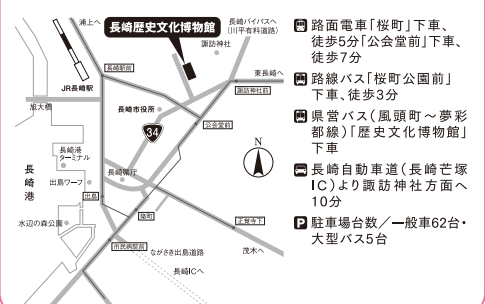 浦上へ
長崎歴史文化博物館
長崎バイパスへ
(川平有料道路)
諏訪神社
長崎駅前
東長崎へ
JR長崎駅
諏訪神社前
旭大橋
長崎市役所
公会堂前
34
N
長崎港
ターミナル
長崎県庁
長崎港
出島ワーフ
出島
築町
水辺の森公園
正覚寺下
市民病院前
ながさき出島道路
茂木へ
長崎ICへ
路面電車「桜町」下車、
徒歩5分「公会堂前」下車、
徒歩7分
路線バス「桜町公園前」
下車、徒歩3分
県営バス(風頭町〜夢彩
都線)「歴史文化博物館」
下車
長崎自動車道(長崎芒塚
IC)より諏訪神社方面へ
10分
P 駐車場台数/一般車62台・
大型バス5台